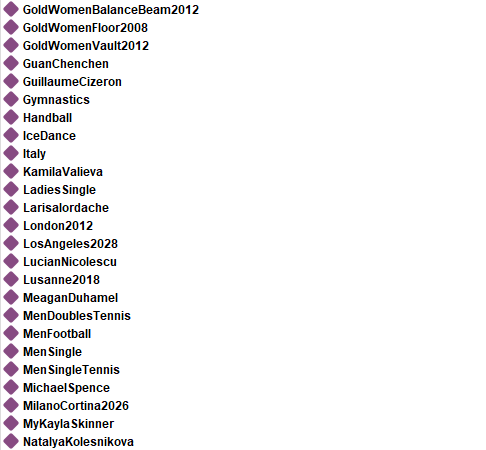 GoldWomenBalanceBeam2012
GoldWomenFloor2008
GoldWomenVault2012
GuanChenchen
GuillaumeCizeron
Gymnastics
Handball
IceDance
Italy
KamilaValieva
LadiesSingle
LarisaIordache
London2012
LosAngeles2028
LucianNicolescu
Lusanne2018
MeaganDuhamel
MenDoublesTennis
MenFootball
MenSingle
MenSingleTennis
MichaelSpence
MilanoCortina2026
MyKaylaSkinner
NatalyaKolesnikova